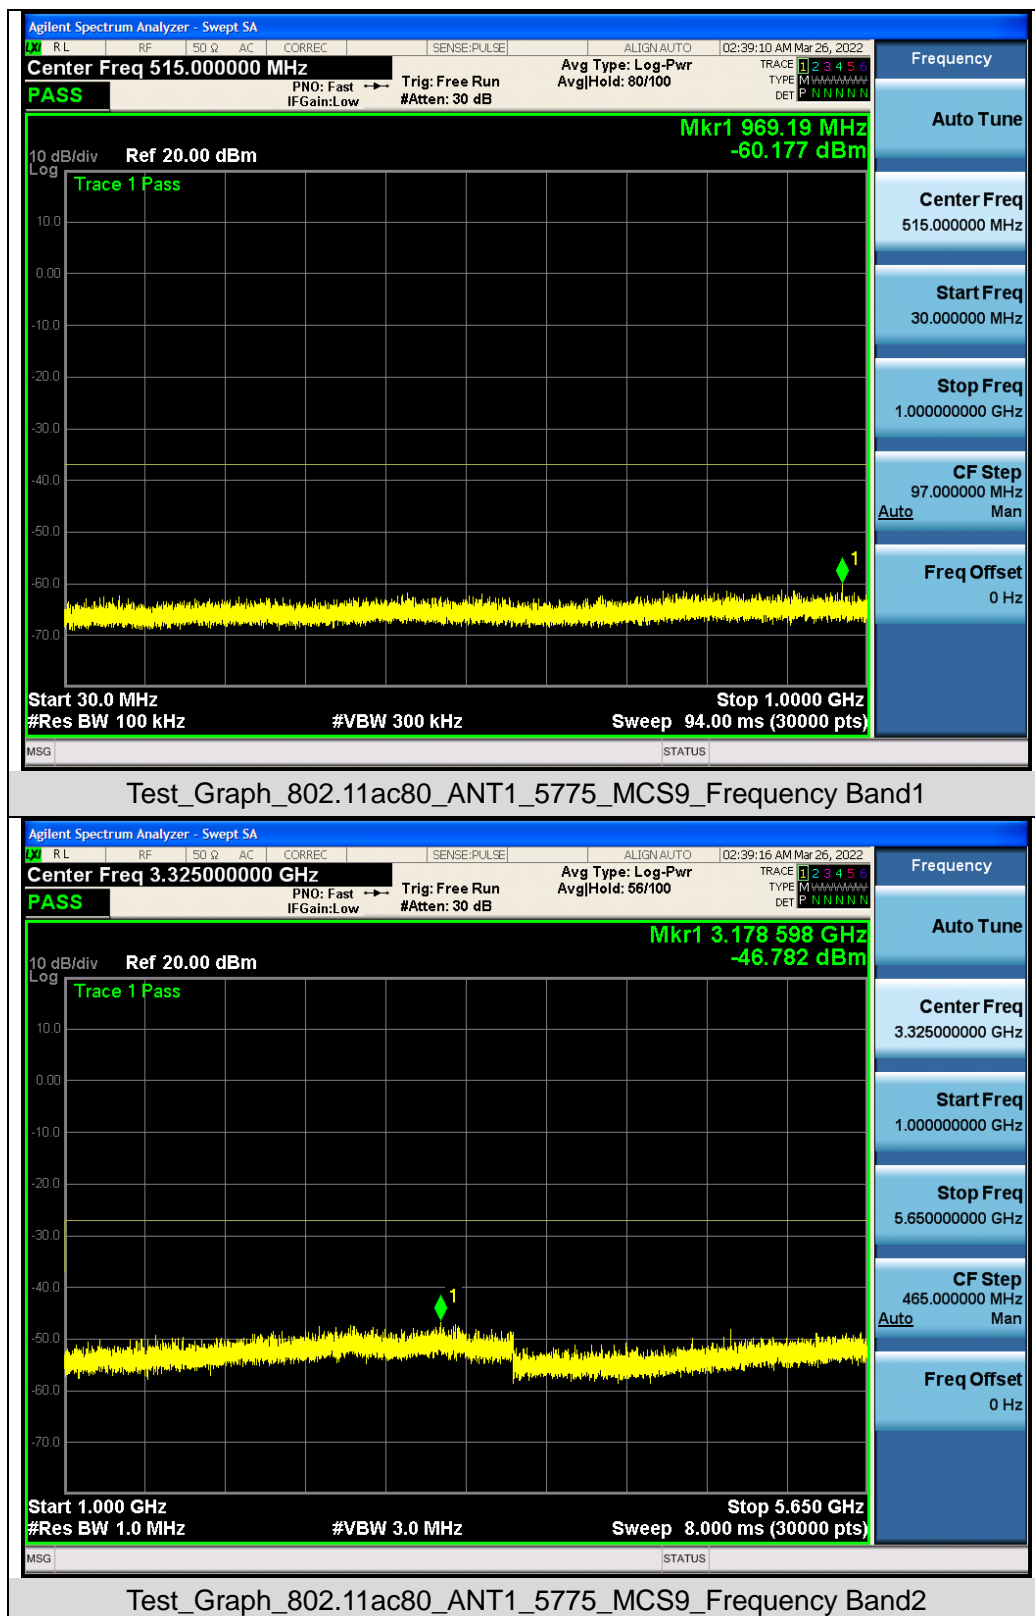 Agilent Spectrum Analyzer - Swept SA
LXI RL RF 50 Ω AC CORREC SENSE:PULSE ALIGN AUTO 02:39:10 AM Mar 26, 2022
Center Freq 515.000000 MHz
PASS
PNO: Fast
IFGain:Low
Trig: Free Run
#Atten: 30 dB
Avg Type: Log-Pwr
Avg|Hold: 80/100
TRACE 1 2 3 4 5 6
TYPE M
DET P N N N N N
Mkr1 969.19 MHz
-60.177 dBm
10 dB/div Ref 20.00 dBm
Log
Trace 1 Pass
10.0
0.00
-10.0
-20.0
-30.0
-40.0
-50.0
-60.0
-70.0
1
Start 30.0 MHz Stop 1.0000 GHz
#Res BW 100 kHz #VBW 300 kHz Sweep 94.00 ms (30000 pts)
MSG STATUS
Frequency
Auto Tune
Center Freq
515.000000 MHz
Start Freq
30.000000 MHz
Stop Freq
1.000000000 GHz
CF Step
97.000000 MHz
Auto Man
Freq Offset
0 Hz
Test_Graph_802.11ac80_ANT1_5775_MCS9_Frequency Band1
Agilent Spectrum Analyzer - Swept SA
LXI RL RF 50 Ω AC CORREC SENSE:PULSE ALIGN AUTO 02:39:16 AM Mar 26, 2022
Center Freq 3.325000000 GHz
PASS
PNO: Fast
IFGain:Low
Trig: Free Run
#Atten: 30 dB
Avg Type: Log-Pwr
Avg|Hold: 56/100
TRACE 1 2 3 4 5 6
TYPE M
DET P N N N N N
Mkr1 3.178 598 GHz
-46.782 dBm
10 dB/div Ref 20.00 dBm
Log
Trace 1 Pass
10.0
0.00
-10.0
-20.0
-30.0
-40.0
-50.0
-60.0
-70.0
1
Start 1.000 GHz Stop 5.650 GHz
#Res BW 1.0 MHz #VBW 3.0 MHz Sweep 8.000 ms (30000 pts)
MSG STATUS
Frequency
Auto Tune
Center Freq
3.325000000 GHz
Start Freq
1.000000000 GHz
Stop Freq
5.650000000 GHz
CF Step
465.000000 MHz
Auto Man
Freq Offset
0 Hz
Test_Graph_802.11ac80_ANT1_5775_MCS9_Frequency Band2